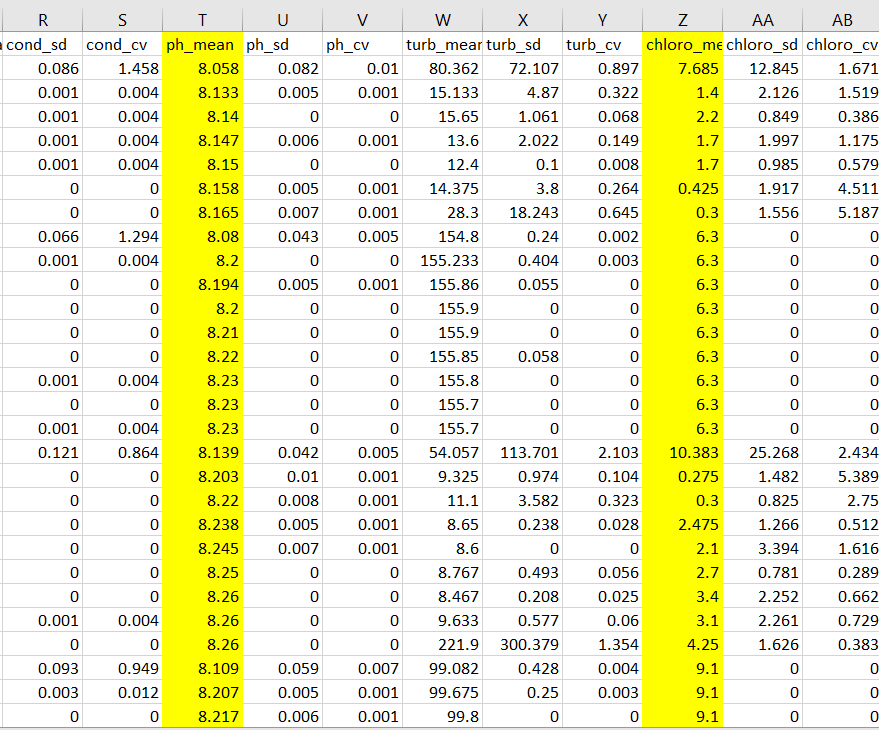 R S T U V W X Y Z AA AB
cond_sd cond_cv ph_mean ph_sd ph_cv turb_mean turb_sd turb_cv chloro_me chloro_sd chloro_cv
0.086 1.458 8.058 0.082 0.01 80.362 72.107 0.897 7.685 12.845 1.671
0.001 0.004 8.133 0.005 0.001 15.133 4.87 0.322 1.4 2.126 1.519
0.001 0.004 8.14 0 0 15.65 1.061 0.068 2.2 0.849 0.386
0.001 0.004 8.147 0.006 0.001 13.6 2.022 0.149 1.7 1.997 1.175
0.001 0.004 8.15 0 0 12.4 0.1 0.008 1.7 0.985 0.579
0 0 8.158 0.005 0.001 14.375 3.8 0.264 0.425 1.917 4.511
0 0 8.165 0.007 0.001 28.3 18.243 0.645 0.3 1.556 5.187
0.066 1.294 8.08 0.043 0.005 154.8 0.24 0.002 6.3 0 0
0.001 0.004 8.2 0 0 155.233 0.404 0.003 6.3 0 0
0 0 8.194 0.005 0.001 155.86 0.055 0 6.3 0 0
0 0 8.2 0 0 155.9 0 0 6.3 0 0
0 0 8.21 0 0 155.9 0 0 6.3 0 0
0 0 8.22 0 0 155.85 0.058 0 6.3 0 0
0.001 0.004 8.23 0 0 155.8 0 0 6.3 0 0
0 0 8.23 0 0 155.7 0 0 6.3 0 0
0.001 0.004 8.23 0 0 155.7 0 0 6.3 0 0
0.121 0.864 8.139 0.042 0.005 54.057 113.701 2.103 10.383 25.268 2.434
0 0 8.203 0.01 0.001 9.325 0.974 0.104 0.275 1.482 5.389
0 0 8.22 0.008 0.001 11.1 3.582 0.323 0.3 0.825 2.75
0 0 8.238 0.005 0.001 8.65 0.238 0.028 2.475 1.266 0.512
0 0 8.245 0.007 0.001 8.6 0 0 2.1 3.394 1.616
0 0 8.25 0 0 8.767 0.493 0.056 2.7 0.781 0.289
0 0 8.26 0 0 8.467 0.208 0.025 3.4 2.252 0.662
0.001 0.004 8.26 0 0 9.633 0.577 0.06 3.1 2.261 0.729
0 0 8.26 0 0 221.9 300.379 1.354 4.25 1.626 0.383
0.093 0.949 8.109 0.059 0.007 99.082 0.428 0.004 9.1 0 0
0.003 0.012 8.207 0.005 0.001 99.675 0.25 0.003 9.1 0 0
0 0 8.217 0.006 0.001 99.8 0 0 9.1 0 0